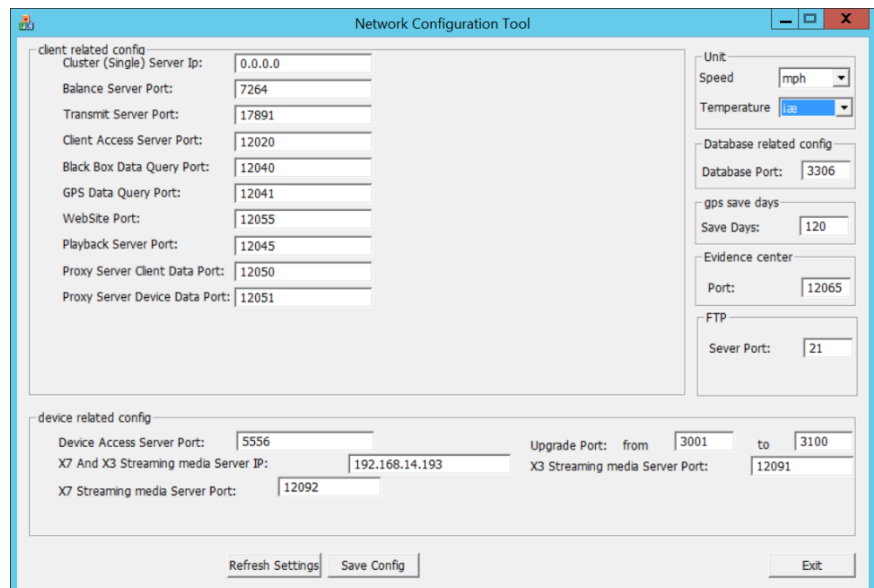 Network Configuration Tool
client related config
Cluster (Single) Server Ip: 0.0.0.0
Balance Server Port: 7264
Transmit Server Port: 17891
Client Access Server Port: 12020
Black Box Data Query Port: 12040
GPS Data Query Port: 12041
WebSite Port: 12055
Playback Server Port: 12045
Proxy Server Client Data Port: 12050
Proxy Server Device Data Port: 12051
Unit
Speed mph
Temperature iæ
Database related config
Database Port: 3306
gps save days
Save Days: 120
Evidence center
Port: 12065
FTP
Sever Port: 21
device related config
Device Access Server Port: 5556
Upgrade Port: from 3001 to 3100
X7 And X3 Streaming media Server IP: 192.168.14.193
X3 Streaming media Server Port: 12091
X7 Streaming media Server Port: 12092
Refresh Settings Save Config Exit